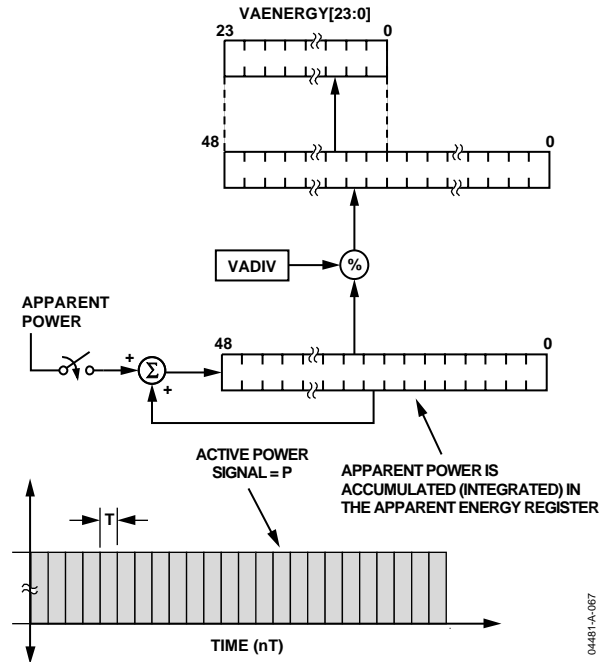 VAENERGY[23:0]
23 0
48 0
VADIV
%
APPARENT
POWER
48 0
+
Σ
+
ACTIVE POWER
SIGNAL = P
APPARENT POWER IS
ACCUMULATED (INTEGRATED) IN
THE APPARENT ENERGY REGISTER
T
TIME (nT)
04481-A-067